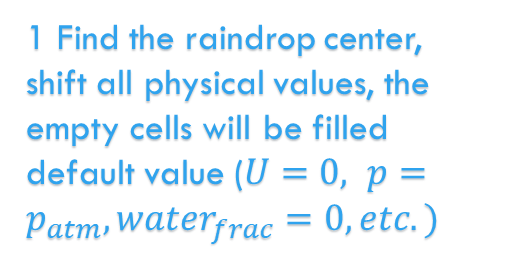 1 Find the raindrop center,
shift all physical values, the
empty cells will be filled
default value (U = 0, p =
p_atm, water_frac = 0, etc.)